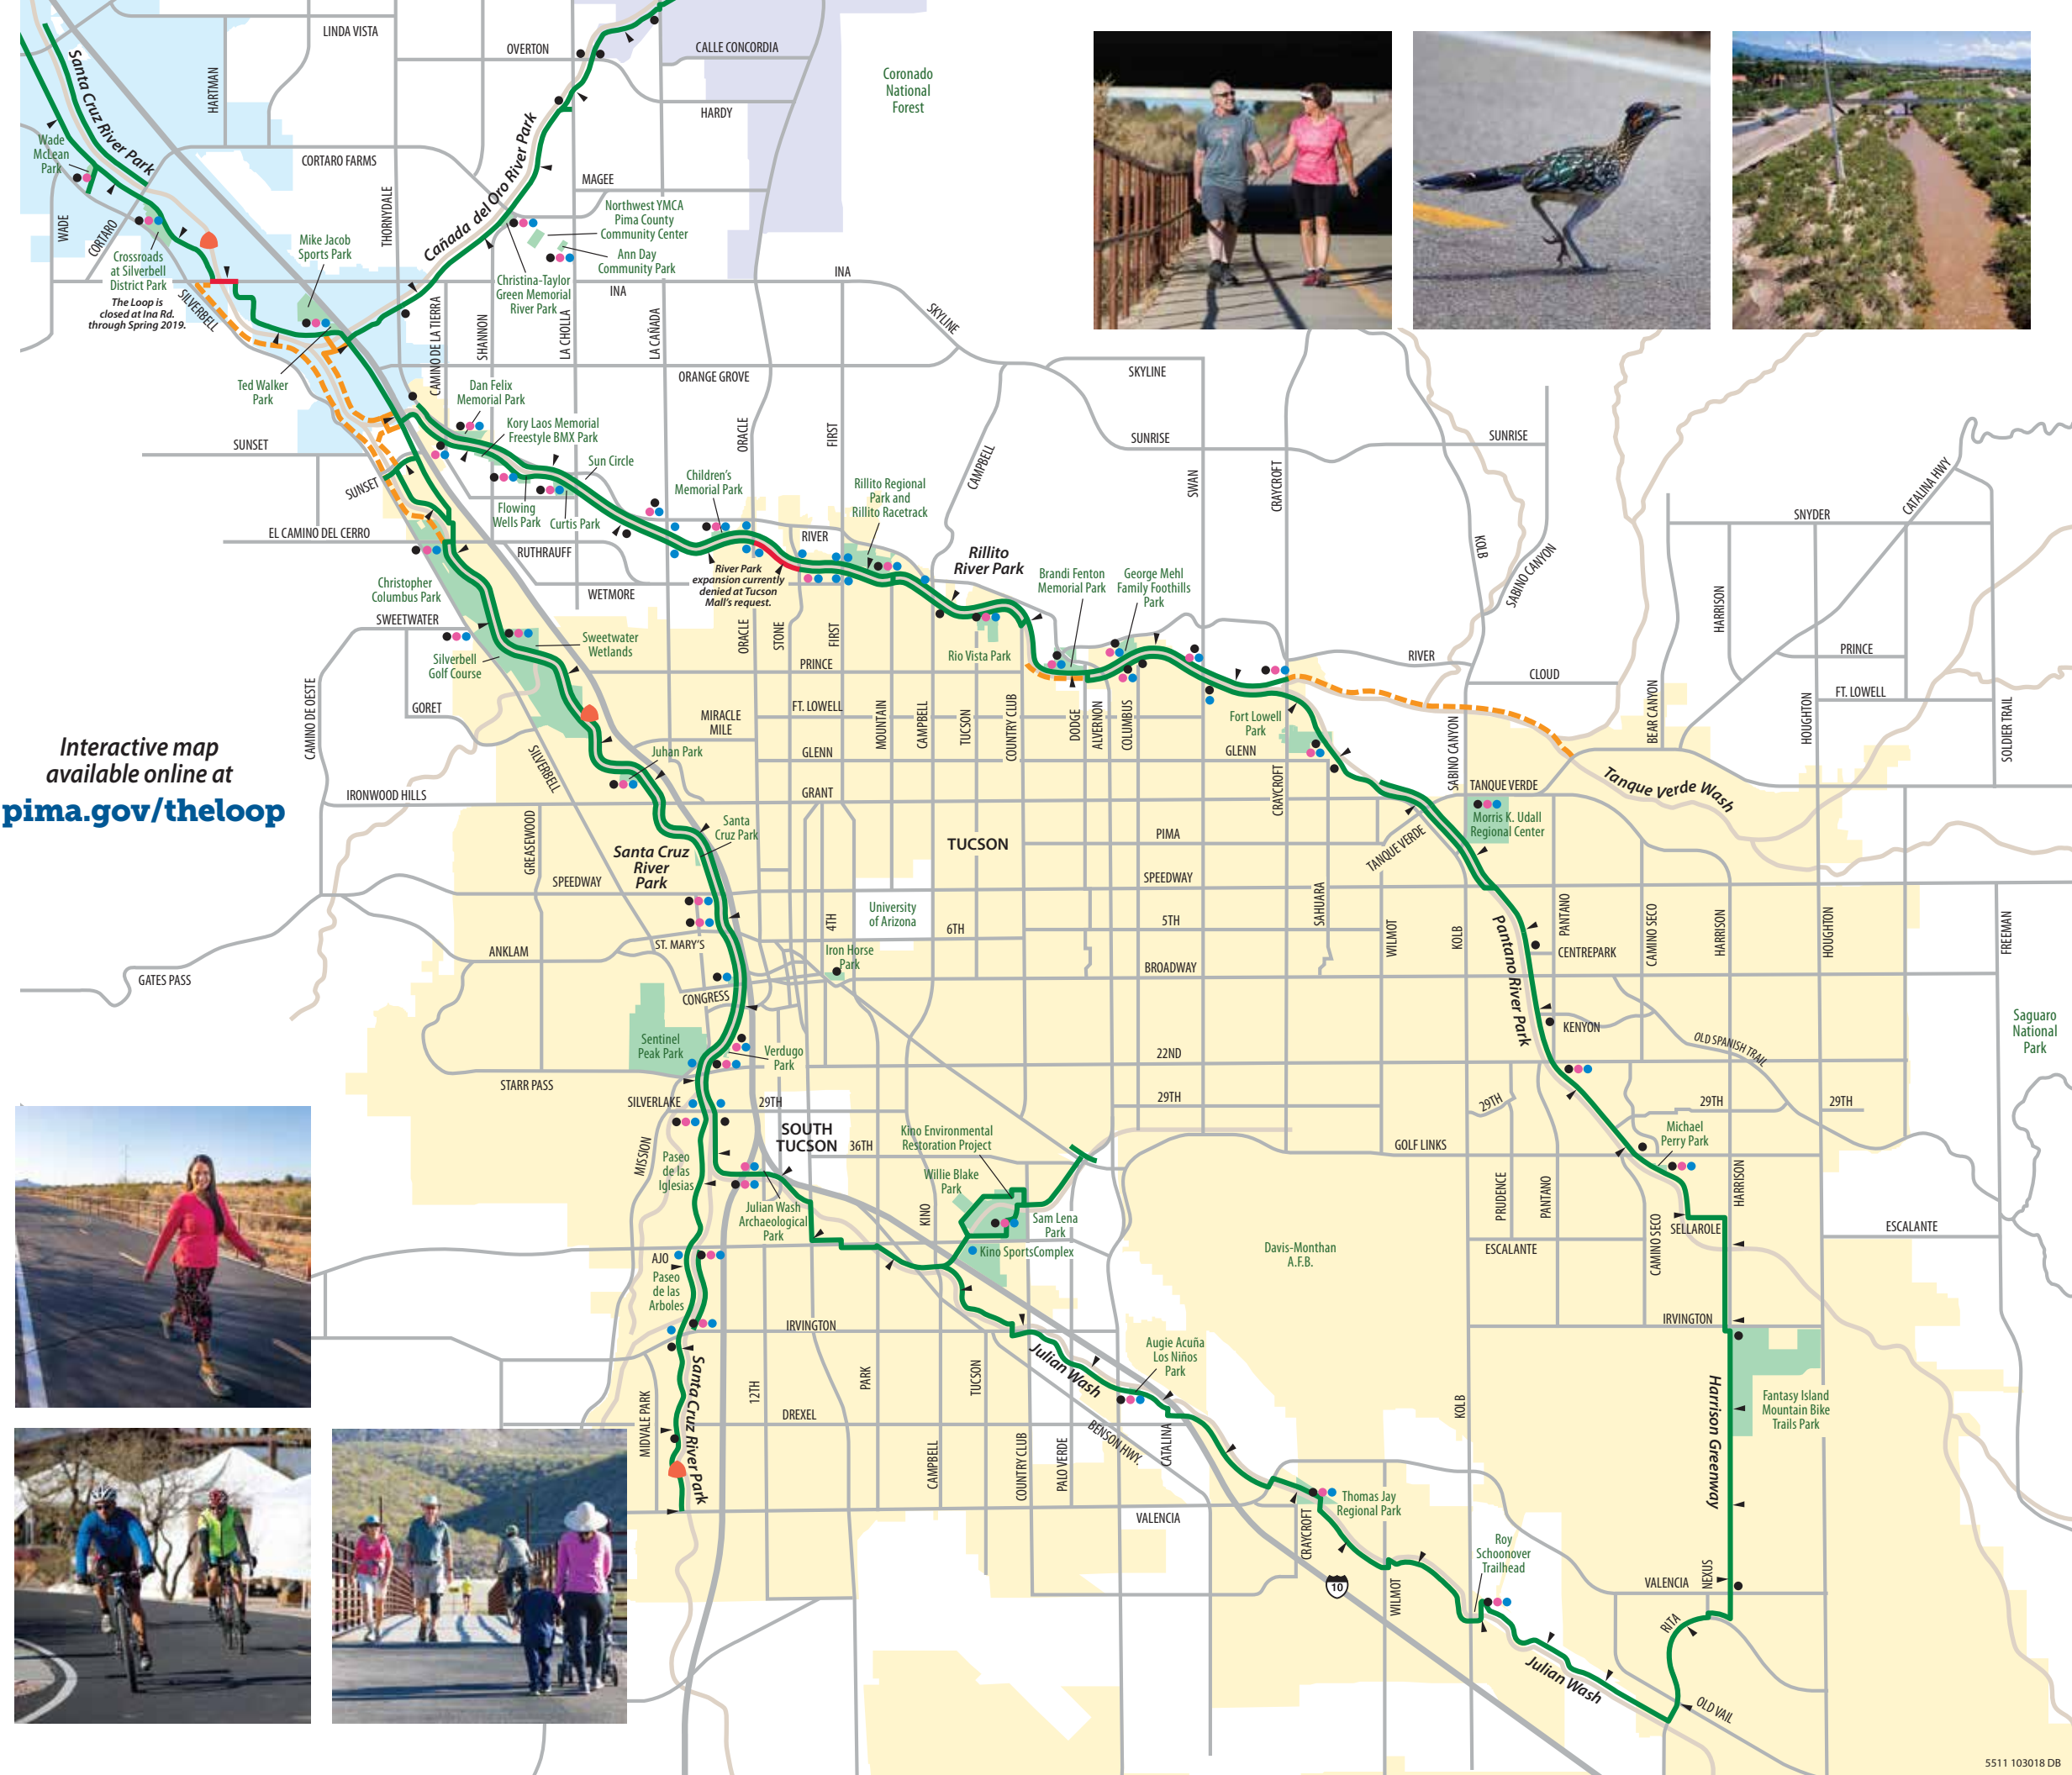 LINDA VISTA
OVERTON
CALLE CONCORDIA
HARTMAN
HARDY
Coronado
National
Forest
Santa Cruz River Park
Wade
McLean
Park
CORTARO FARMS
Cañada del Oro River Park
MAGEE
THORNYDALE
WADE
CORTARO
Northwest YMCA
Pima County
Community Center
Ann Day
Community Park
Mike Jacob
Sports Park
Crossroads
at Silverbell
District Park
The Loop is
closed at Ina Rd.
through Spring 2019.
SILVERBELL
Christina-Taylor
Green Memorial
River Park
INA
INA
SKYLINE
CAMINO DE LA TIERRA
SHANNON
LA CHOLLA
LA CAÑADA
ORANGE GROVE
SKYLINE
Ted Walker
Park
Dan Felix
Memorial Park
Kory Laos Memorial
Freestyle BMX Park
Sun Circle
ORACLE
FIRST
CAMPBELL
SUNRISE
SUNRISE
SUNSET
SUNSET
SWAN
CRAYCROFT
Children's
Memorial Park
Rillito Regional
Park and
Rillito Racetrack
Flowing
Wells Park
Curtis Park
EL CAMINO DEL CERRO
RUTHRAUFF
RIVER
Rillito
River Park
KOLB
SABINO CANYON
SNYDER
CATALINA HWY
River Park
expansion currently
denied at Tucson
Mall's request.
WETMORE
Christopher
Columbus Park
SWEETWATER
Brandi Fenton
Memorial Park
George Mehl
Family Foothills
Park
HARRISON
Sweetwater
Wetlands
Silverbell
Golf Course
ORACLE
STONE
FIRST
PRINCE
Rio Vista Park
RIVER
CLOUD
PRINCE
FT. LOWELL
CAMINO DE OESTE
GORET
MIRACLE
MILE
FT. LOWELL
MOUNTAIN
CAMPBELL
TUCSON
COUNTRY CLUB
DODGE
ALVERNON
COLUMBUS
Fort Lowell
Park
BEAR CANYON
HOUGHTON
SOLDIER TRAIL
Interactive map
available online at
pima.gov/theloop
SILVERBELL
Juhan Park
GLENN
GLENN
CRAYCROFT
SABINO CANYON
TANQUE VERDE
Tanque Verde Wash
IRONWOOD HILLS
GRANT
GREASEWOOD
Santa
Cruz Park
TUCSON
PIMA
TANQUE VERDE
Morris K. Udall
Regional Center
Santa Cruz
River
Park
SPEEDWAY
SPEEDWAY
University
of Arizona
4TH
6TH
5TH
SAHUARA
WILMOT
KOLB
Pantano River Park
PANTANO
CENTREPARK
CAMINO SECO
HARRISON
HOUGHTON
FREEMAN
ANKLAM
ST. MARY'S
Iron Horse
Park
BROADWAY
GATES PASS
CONGRESS
KENYON
OLD SPANISH TRAIL
Saguaro
National
Park
Sentinel
Peak Park
Verdugo
Park
22ND
STARR PASS
SILVERLAKE
29TH
29TH
29TH
29TH
29TH
MISSION
SOUTH
TUCSON
36TH
Kino Environmental
Restoration Project
GOLF LINKS
Michael
Perry Park
Paseo
de las
Iglesias
Willie Blake
Park
Julian Wash
Archaeological
Park
KINO
Sam Lena
Park
PRUDENCE
PANTANO
HARRISON
SELLAROLE
ESCALANTE
AJO
Kino SportsComplex
Davis-Monthan
A.F.B.
ESCALANTE
CAMINO SECO
Paseo
de las
Arboles
IRVINGTON
IRVINGTON
Santa Cruz River Park
Julian Wash
Augie Acuña
Los Niños
Park
MIDVALE PARK
12TH
PARK
TUCSON
KOLB
Harrison Greenway
Fantasy Island
Mountain Bike
Trails Park
DREXEL
CAMPBELL
COUNTRY CLUB
PALO VERDE
BENSON HWY.
CATALINA
VALENCIA
Thomas Jay
Regional Park
CRAYCROFT
Roy
Schoonover
Trailhead
10
WILMOT
VALENCIA
NEXUS
RITA
Julian Wash
OLD VAIL
5511 103018 DB